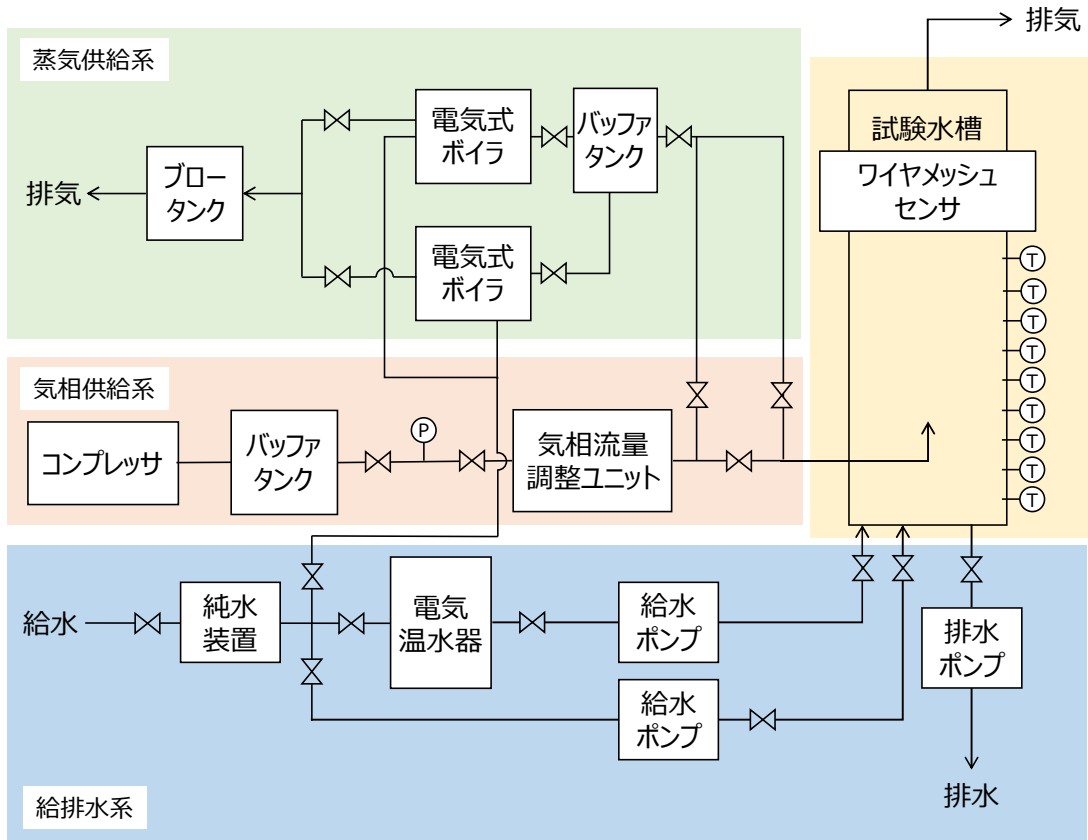 排気
蒸気供給系
電気式
ボイラ
バッファ
タンク
試験水槽
ワイヤメッシュ
センサ
排気
ブロー
タンク
電気式
ボイラ
T
T
T
T
T
T
T
T
T
気相供給系
コンプレッサ
バッファ
タンク
P
気相流量
調整ユニット
給水
純水
装置
電気
温水器
給水
ポンプ
排水
ポンプ
給水
ポンプ
排水
給排水系